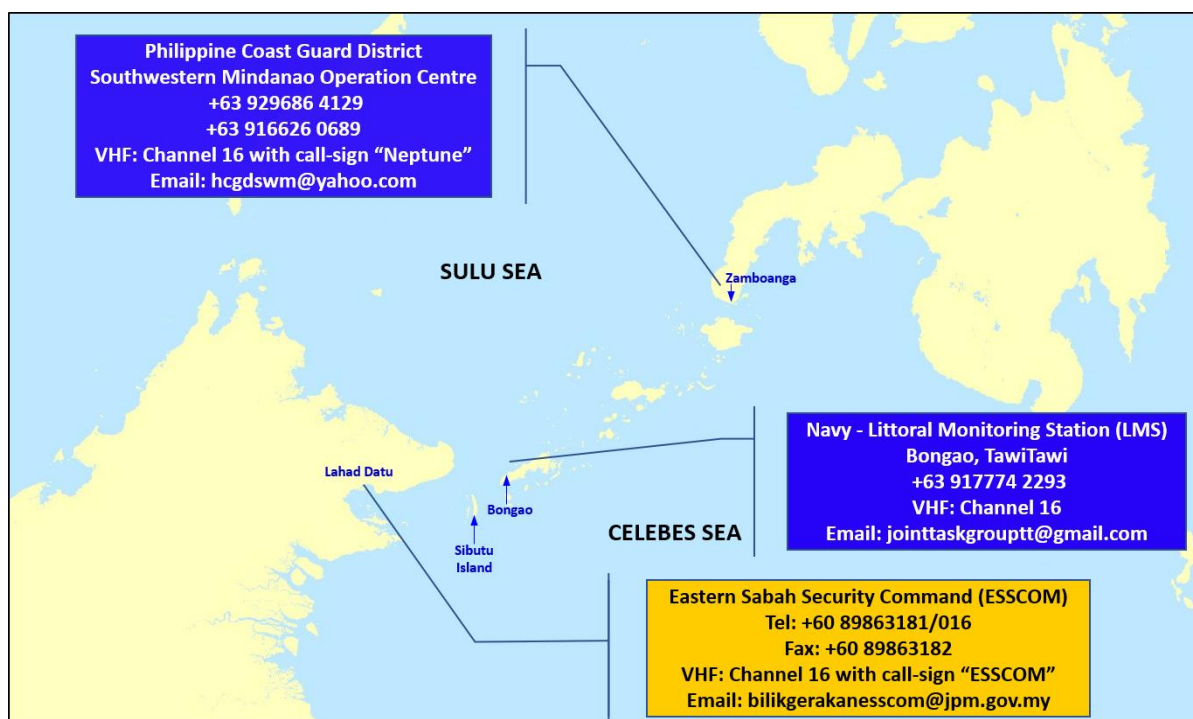 Philippine Coast Guard District
Southwestern Mindanao Operation Centre
+63 929686 4129
+63 916626 0689
VHF: Channel 16 with call-sign “Neptune”
Email: hcgdswm@yahoo.com
SULU SEA
Zamboanga
Navy - Littoral Monitoring Station (LMS)
Bongao, TawiTawi
+63 917774 2293
VHF: Channel 16
Email: jointtaskgrouptt@gmail.com
Lahad Datu
Bongao
CELEBES SEA
Sibutu
Island
Eastern Sabah Security Command (ESSCOM)
Tel: +60 89863181/016
Fax: +60 89863182
VHF: Channel 16 with call-sign “ESSCOM”
Email: bilikgerakanesscom@jpm.gov.my